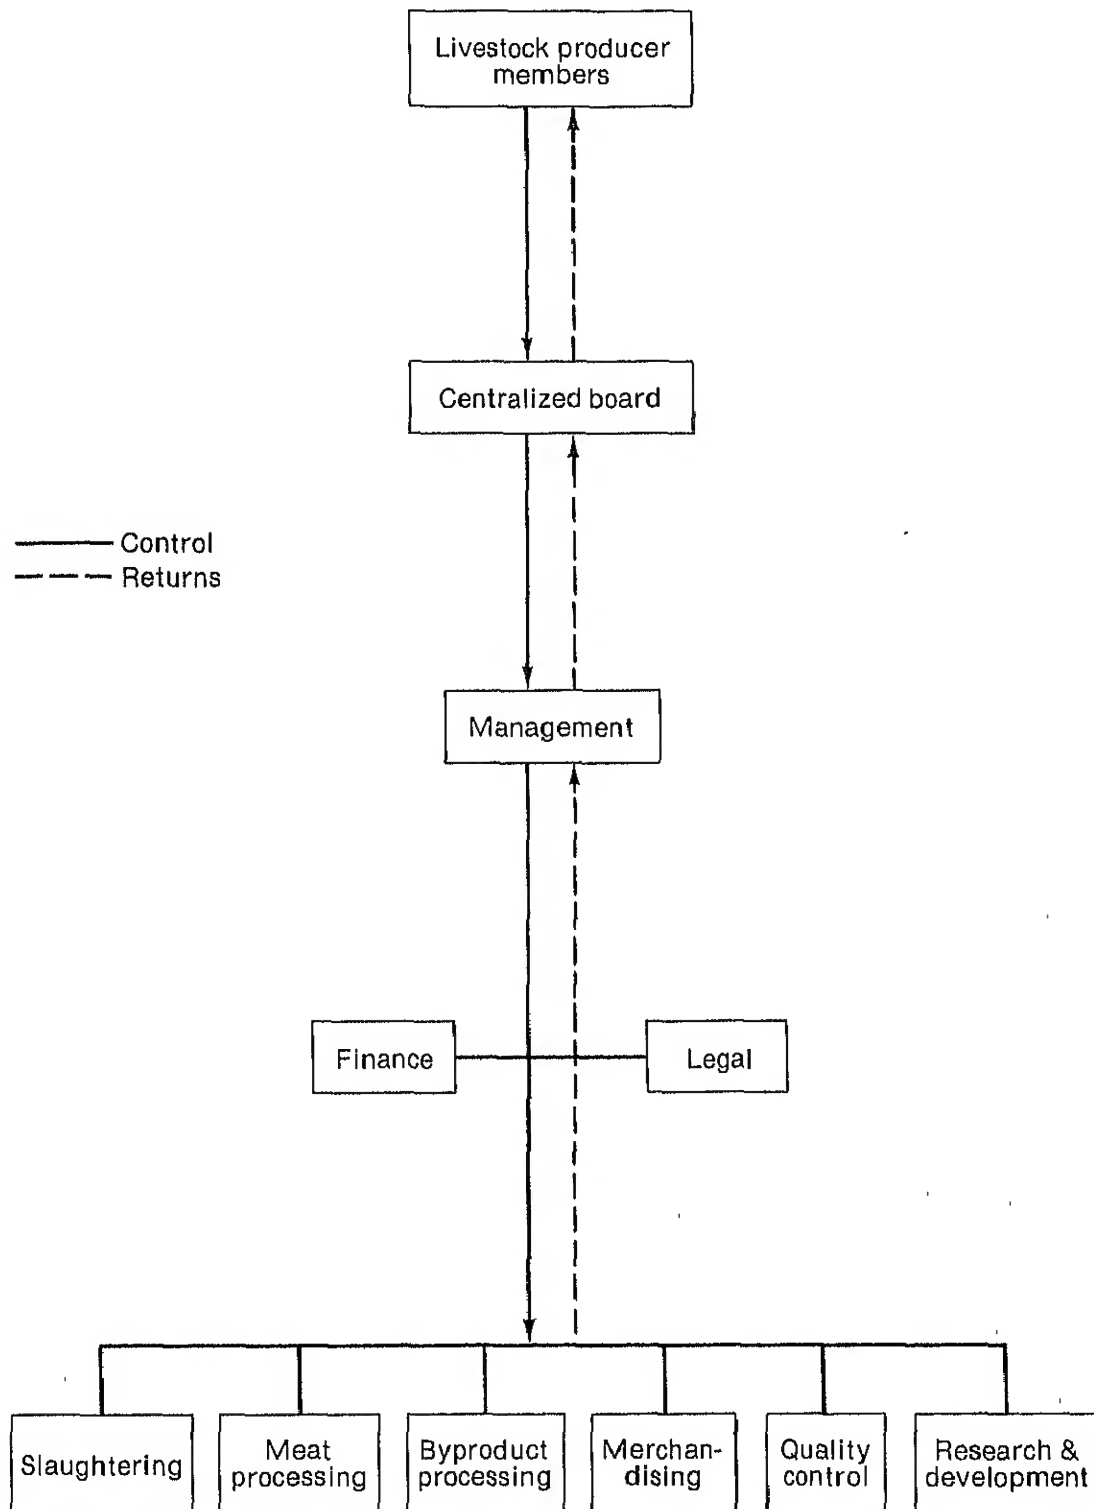 Livestock producer
members
Centralized board
Control
Returns
Management
Finance
Legal
Slaughtering
Meat
processing
Byproduct
processing
Merchan-
dising
Quality
control
Research &
development